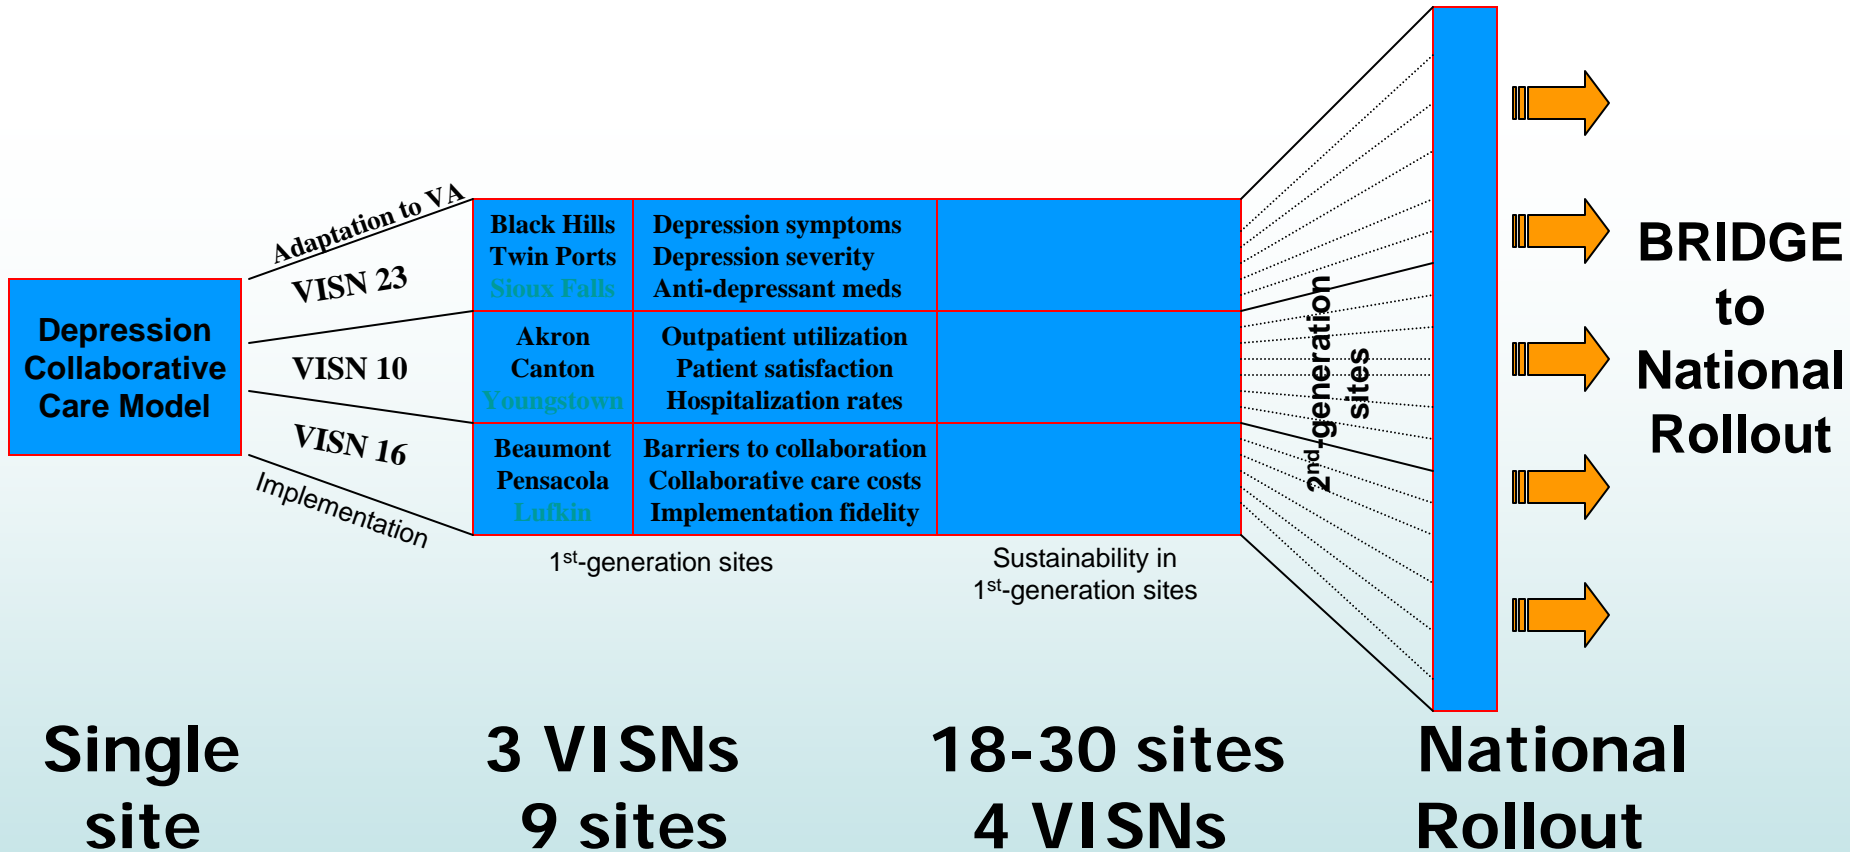 Depression
Collaborative
Care Model
Adaptation to VA
VISN 23
VISN 10
VISN 16
Implementation
Black Hills
Twin Ports
Sioux Falls
Depression symptoms
Depression severity
Anti-depressant meds
Akron
Canton
Youngstown
Outpatient utilization
Patient satisfaction
Hospitalization rates
Beaumont
Pensacola
Lufkin
Barriers to collaboration
Collaborative care costs
Implementation fidelity
1st-generation sites
Sustainability in
1st-generation sites
2nd-generation
sites
BRIDGE
to
National
Rollout
Single
site
3 VISNs
9 sites
18-30 sites
4 VISNs
National
Rollout